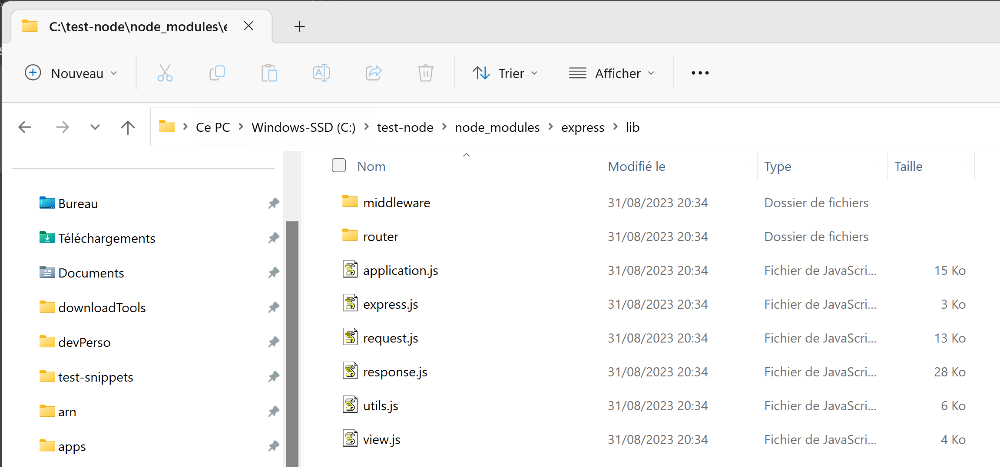 C:\test-node\node_modules\e
Nouveau
Trier
Afficher
Ce PC > Windows-SSD (C:) > test-node > node_modules > express > lib
Nom Modifié le Type Taille
Bureau
Téléchargements
Documents
downloadTools
devPerso
test-snippets
arn
apps
middleware 31/08/2023 20:34 Dossier de fichiers
router 31/08/2023 20:34 Dossier de fichiers
application.js 31/08/2023 20:34 Fichier de JavaScri... 15 Ko
express.js 31/08/2023 20:34 Fichier de JavaScri... 3 Ko
request.js 31/08/2023 20:34 Fichier de JavaScri... 13 Ko
response.js 31/08/2023 20:34 Fichier de JavaScri... 28 Ko
utils.js 31/08/2023 20:34 Fichier de JavaScri... 6 Ko
view.js 31/08/2023 20:34 Fichier de JavaScri... 4 Ko